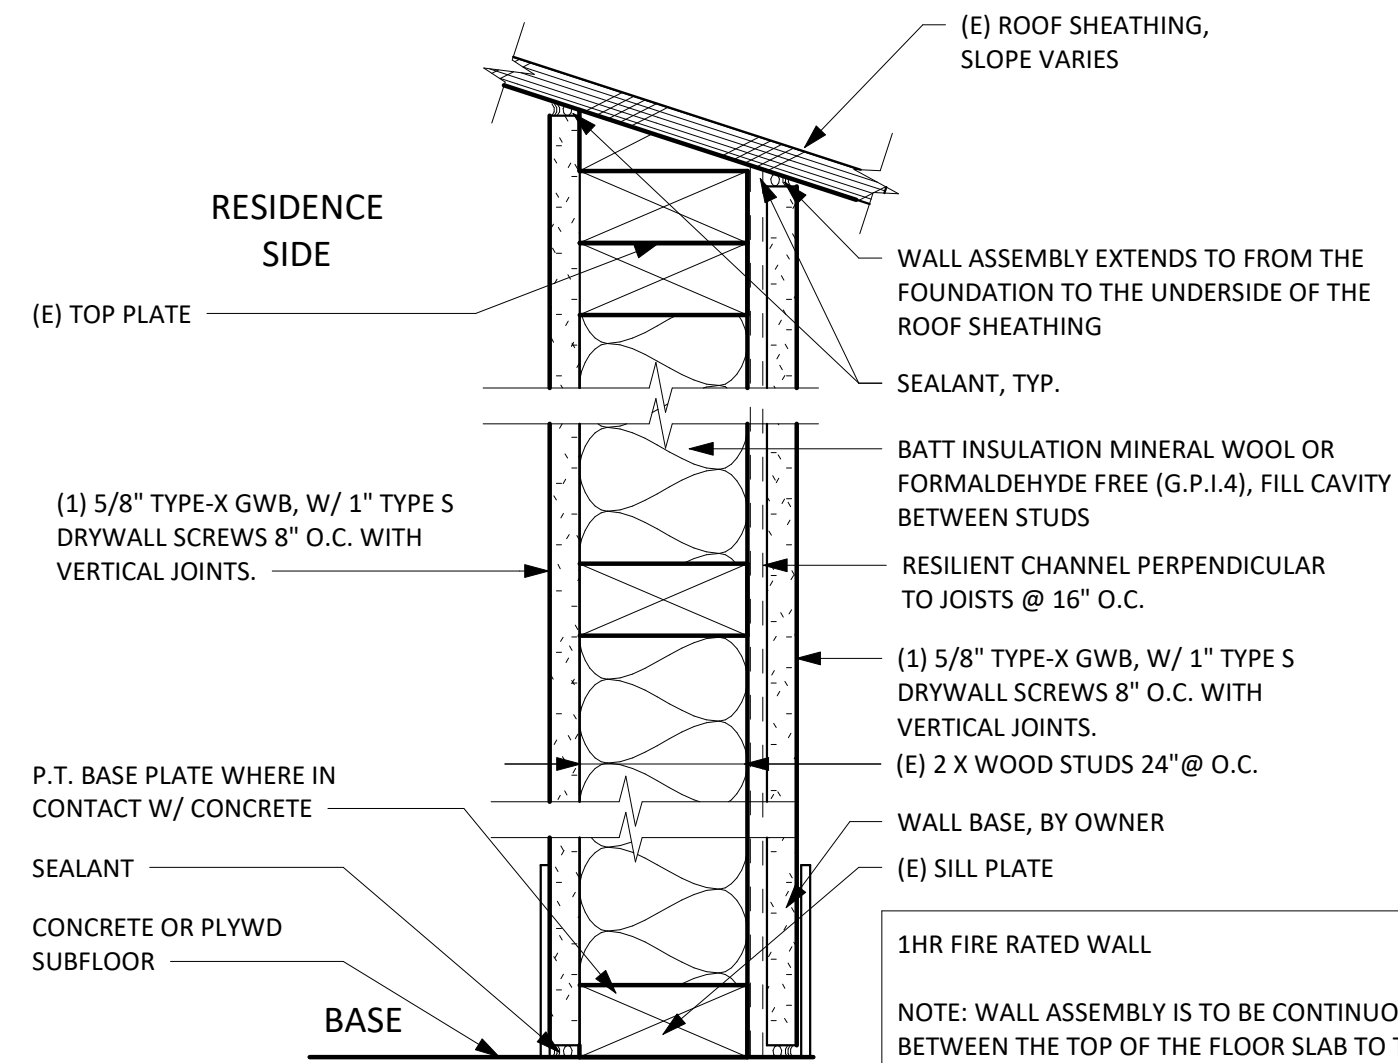 (E) ROOF SHEATHING,
SLOPE VARIES
RESIDENCE
SIDE
(E) TOP PLATE
WALL ASSEMBLY EXTENDS TO FROM THE
FOUNDATION TO THE UNDERSIDE OF THE
ROOF SHEATHING
SEALANT, TYP.
BATT INSULATION MINERAL WOOL OR
FORMALDEHYDE FREE (G.P.I.4), FILL CAVITY
BETWEEN STUDS
(1) 5/8" TYPE-X GWB, W/ 1" TYPE S
DRYWALL SCREWS 8" O.C. WITH
VERTICAL JOINTS.
RESILIENT CHANNEL PERPENDICULAR
TO JOISTS @ 16" O.C.
(1) 5/8" TYPE-X GWB, W/ 1" TYPE S
DRYWALL SCREWS 8" O.C. WITH
VERTICAL JOINTS.
(E) 2 X WOOD STUDS 24"@ O.C.
P.T. BASE PLATE WHERE IN
CONTACT W/ CONCRETE
WALL BASE, BY OWNER
SEALANT
(E) SILL PLATE
CONCRETE OR PLYWD
SUBFLOOR
BASE
1HR FIRE RATED WALL
NOTE: WALL ASSEMBLY IS TO BE
BETWEEN THE TOP OF THE FLOOR SLAB TO